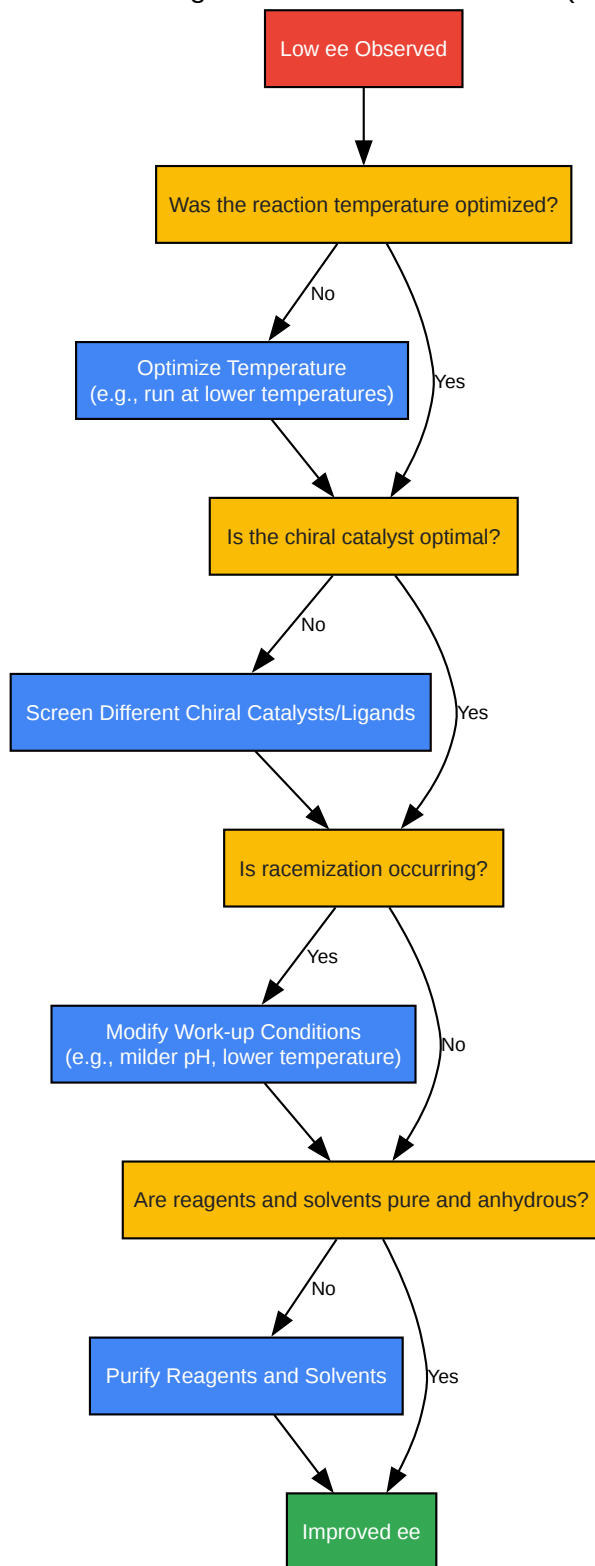 Low ee Observed
Was the reaction temperature optimized?
No
Optimize Temperature
(e.g., run at lower temperatures)
Yes
Is the chiral catalyst optimal?
No
Screen Different Chiral Catalysts/Ligands
Yes
Is racemization occurring?
Yes
Modify Work-up Conditions
(e.g., milder pH, lower temperature)
No
Are reagents and solvents pure and anhydrous?
No
Purify Reagents and Solvents
Yes
Improved ee